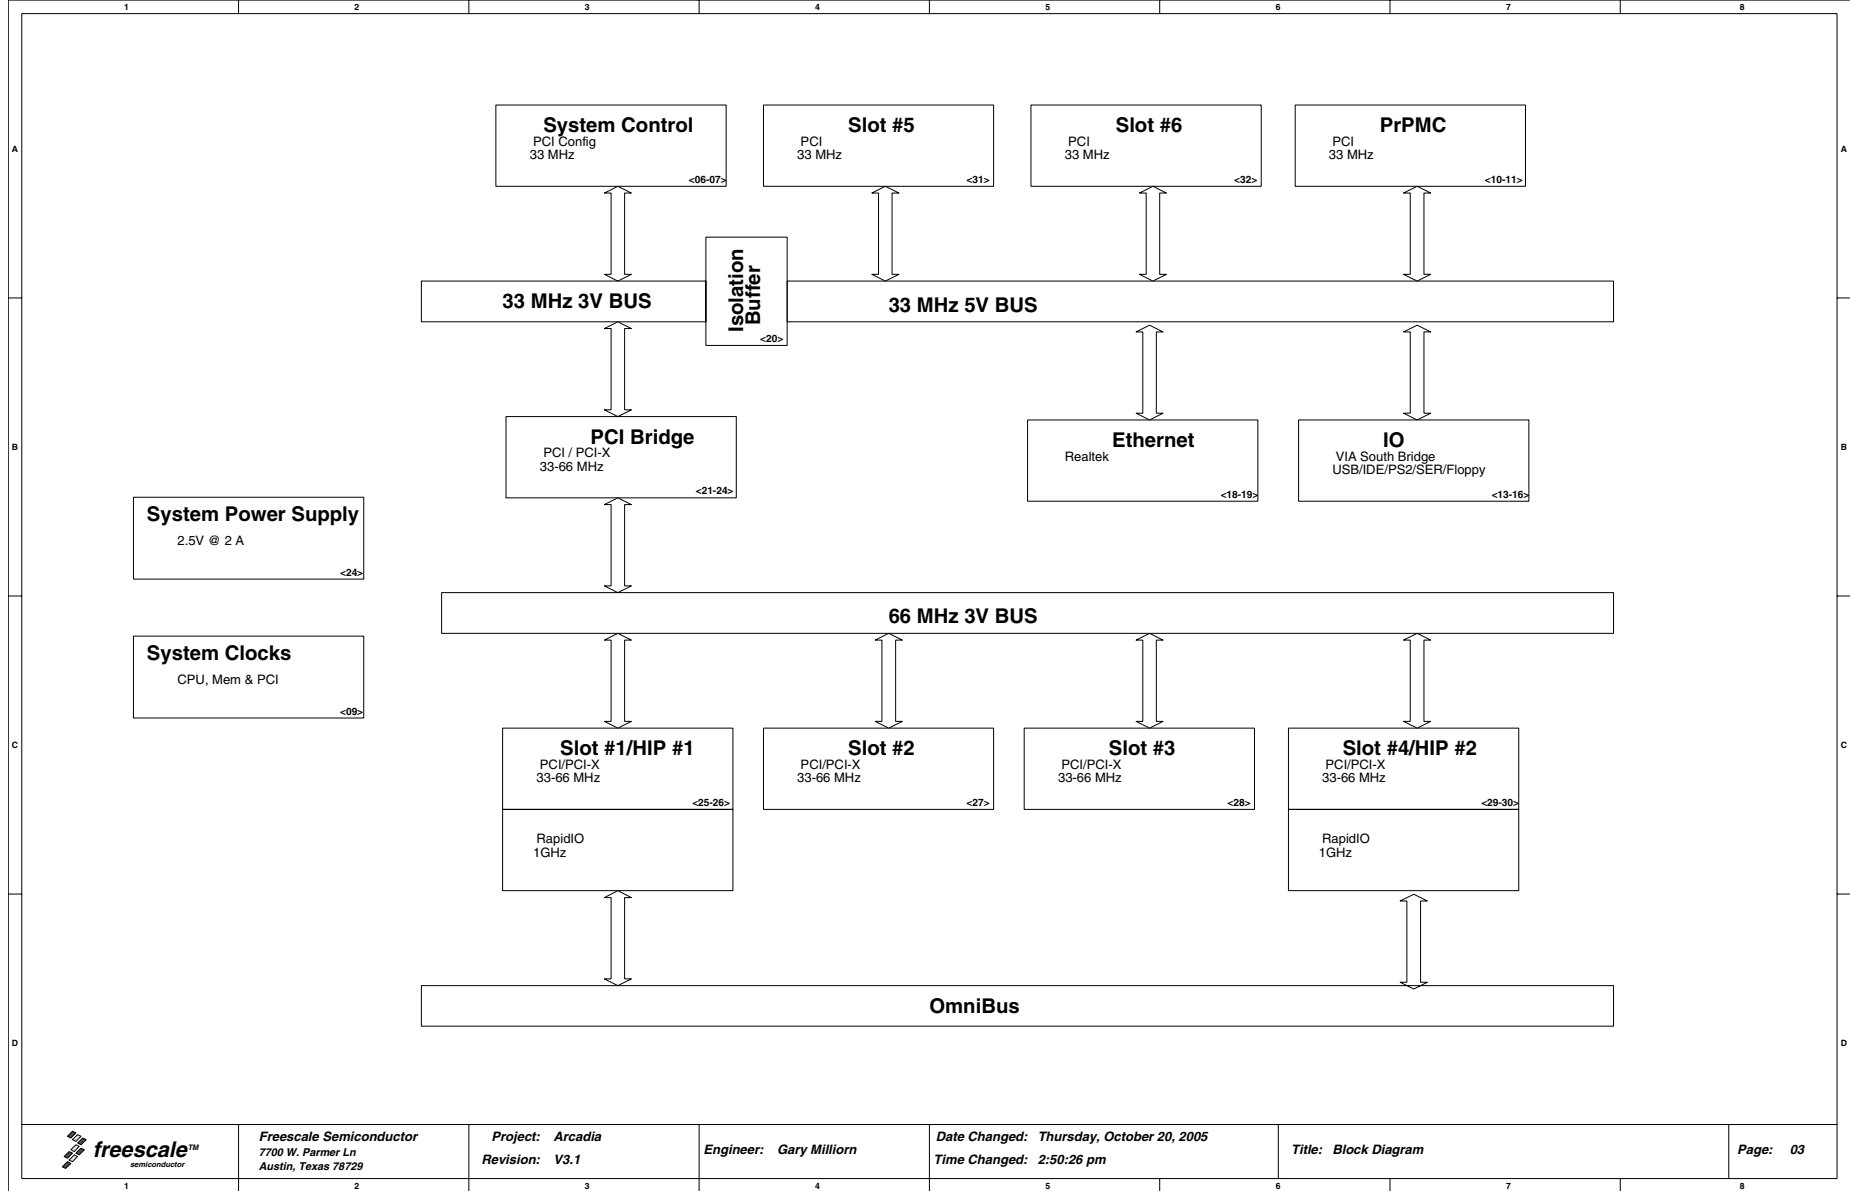 1 2 3 4 5 6 7 8
System Control
PCI Config
33 MHz
<06-07>
Slot #5
PCI
33 MHz
<31>
Slot #6
PCI
33 MHz
<32>
PrPMC
PCI
33 MHz
<10-11>
A
A
Isolation
Buffer
<20>
33 MHz 3V BUS
33 MHz 5V BUS
PCI Bridge
PCI / PCI-X
33-66 MHz
<21-24>
Ethernet
Realtek
<18-19>
IO
VIA South Bridge
USB/IDE/PS2/SER/Floppy
<13-16>
B
B
System Power Supply
2.5V @ 2 A
<24>
66 MHz 3V BUS
System Clocks
CPU, Mem & PCI
<09>
Slot #1/HIP #1
PCI/PCI-X
33-66 MHz
<25-26>
RapidIO
1GHz
Slot #2
PCI/PCI-X
33-66 MHz
<27>
Slot #3
PCI/PCI-X
33-66 MHz
<28>
Slot #4/HIP #2
PCI/PCI-X
33-66 MHz
<29-30>
RapidIO
1GHz
C
C
OmniBus
D
D
freescale™
semiconductor
Freescale Semiconductor
7700 W. Parmer Ln
Austin, Texas 78729
Project: Arcadia
Revision: V3.1
Engineer: Gary Milliorn
Date Changed: Thursday, October 20, 2005
Time Changed: 2:50:26 pm
Title: Block Diagram
Page: 03
1 2 3 4 5 6 7 8